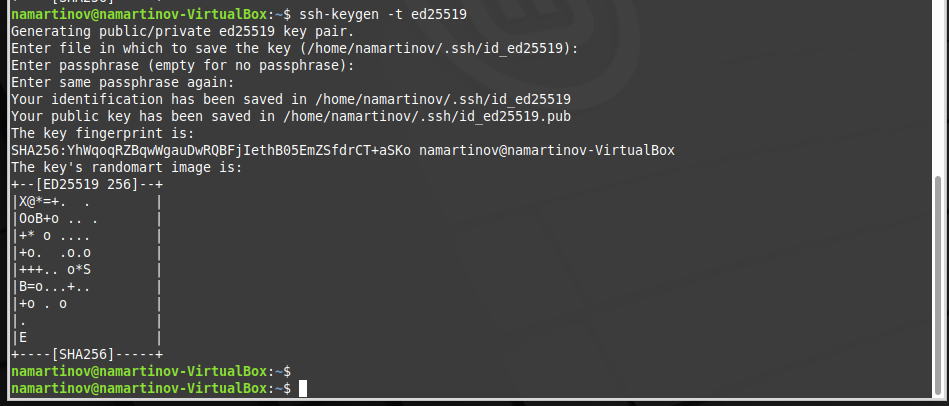 +----[SHA256]-----+
namartinov@namartinov-VirtualBox:~$ ssh-keygen -t ed25519
Generating public/private ed25519 key pair.
Enter file in which to save the key (/home/namartinov/.ssh/id_ed25519):
Enter passphrase (empty for no passphrase):
Enter same passphrase again:
Your identification has been saved in /home/namartinov/.ssh/id_ed25519
Your public key has been saved in /home/namartinov/.ssh/id_ed25519.pub
The key fingerprint is:
SHA256:YhWqoqRZBqwWgauDwRQBFjIethB05EmZSfdrCT+aSKo namartinov@namartinov-VirtualBox
The key's randomart image is:
+--[ED25519 256]--+
|X@*=+.  .        |
|OoB+o .. .       |
|+* o ....        |
|+o.  .o.o        |
|+++.. o*S        |
|B=o...+..        |
|+o . o           |
|.                |
|E                |
+----[SHA256]-----+
namartinov@namartinov-VirtualBox:~$
namartinov@namartinov-VirtualBox:~$